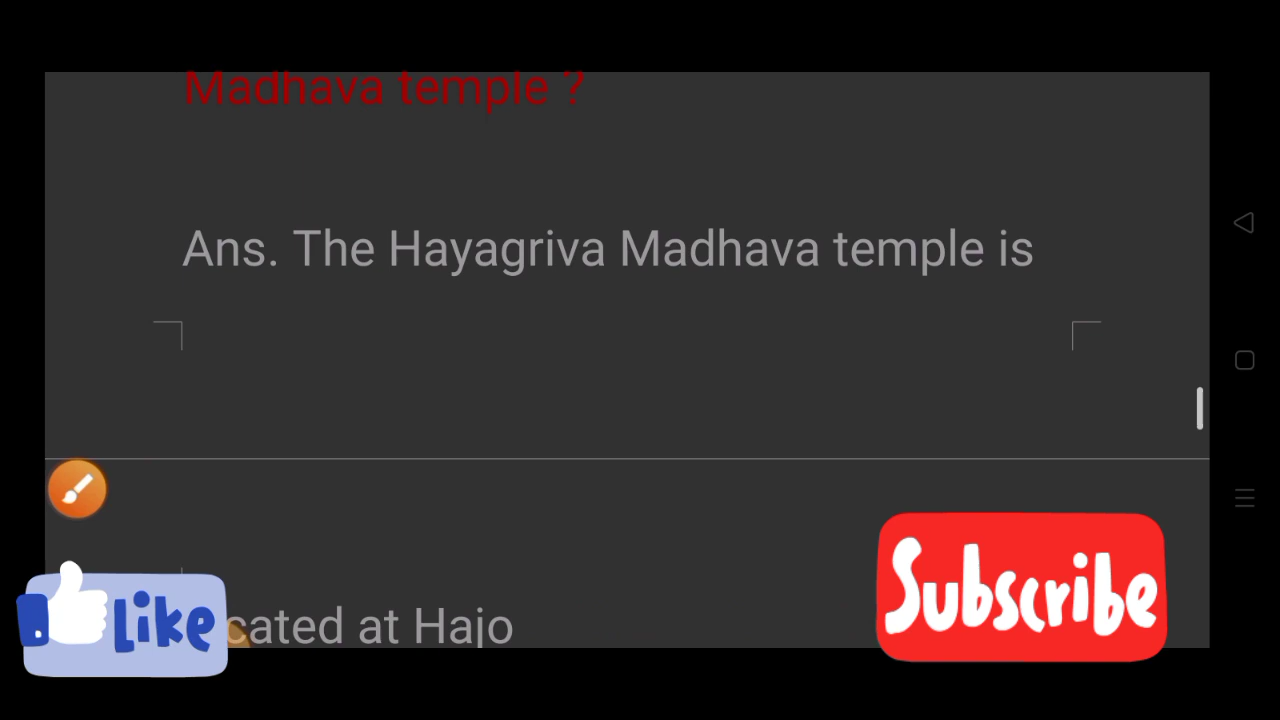 Madhava temple ?
Ans. The Hayagriva Madhava temple is
cated at Hajo
Like
Subscribe